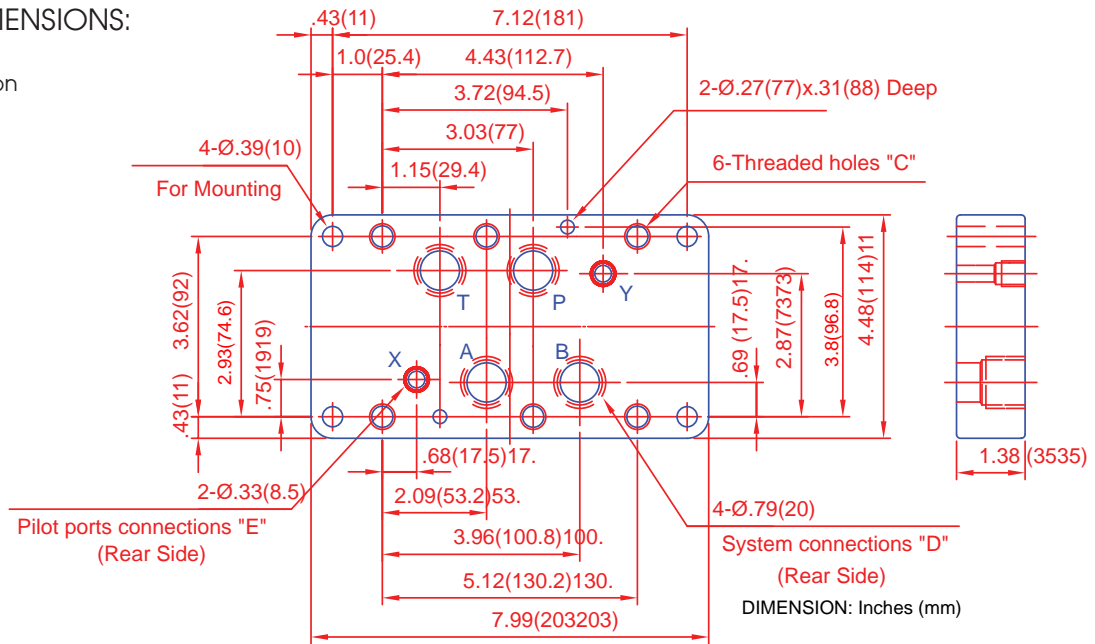 MENSIONS:
on
.43(11)
7.12(181)
1.0(25.4)
4.43(112.7)
3.72(94.5)
2-Ø.27(77)x.31(88) Deep
3.03(77)
4-Ø.39(10)
For Mounting
1.15(29.4)
6-Threaded holes "C"
T
P
Y
X
A
B
3.62(92)
2.93(74.6)
.75(1919)
.43(11)
.69 (17.5)17.
2.87(7373)
3.8(96.8)
4.48(114)11
1.38 (3535)
.68(17.5)17.
2-Ø.33(8.5)
Pilot ports connections "E"
(Rear Side)
2.09(53.2)53.
4-Ø.79(20)
System connections "D"
(Rear Side)
3.96(100.8)100.
5.12(130.2)130.
7.99(203203)
DIMENSION: Inches (mm)